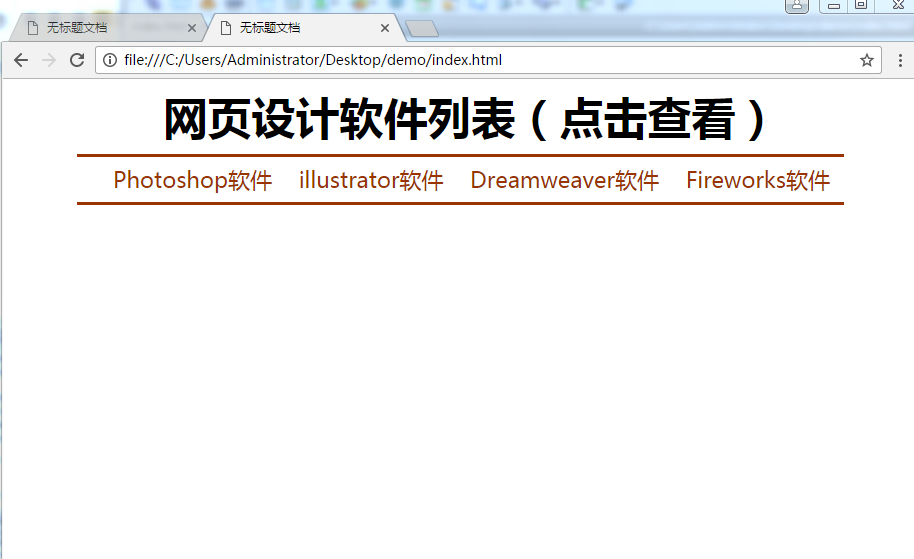 无标题文档 无标题文档
file:///C:/Users/Administrator/Desktop/demo/index.html
网页设计软件列表（点击查看）
Photoshop软件 illustrator软件 Dreamweaver软件 Fireworks软件